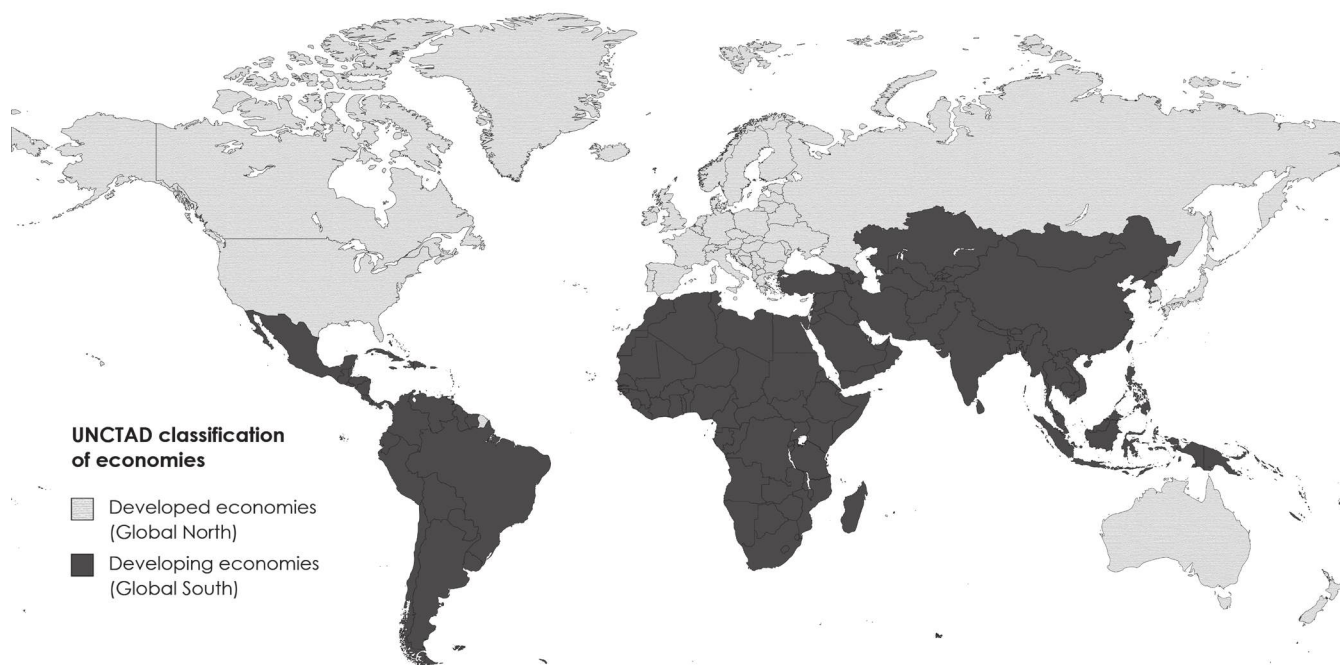 UNCTAD classification
of economies
Developed economies
(Global North)
Developing economies
(Global South)